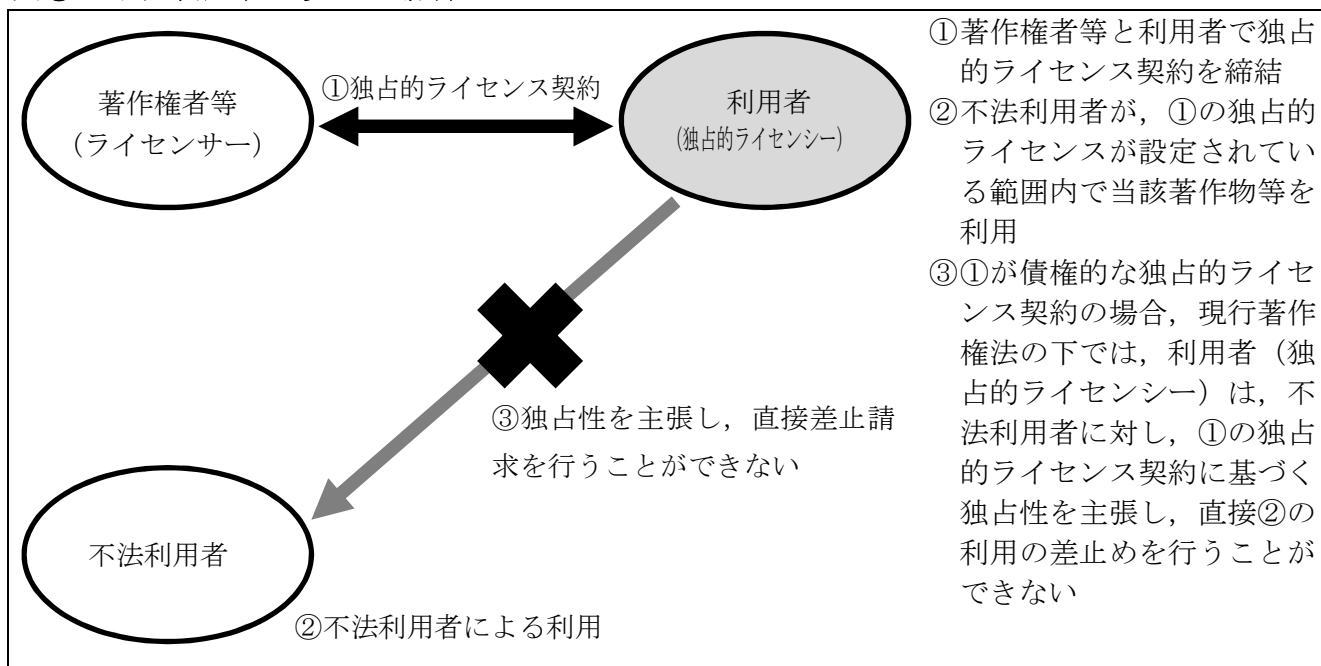 著作権者等
(ライセンサー)
①独占的ライセンス契約
利用者
(独占的ライセンシー)
③独占性を主張し，直接差止請
求を行うことができない
不法利用者
②不法利用者による利用
①著作権者等と利用者で独占
的ライセンス契約を締結
②不法利用者が，①の独占的
ライセンスが設定されてい
る範囲内で当該著作物等を
利用
③①が債権的な独占的ライセ
ンス契約の場合，現行著作
権法の下では，利用者（独
占的ライセンシー）は，不
法利用者に対し，①の独占
的ライセンス契約に基づく
独占性を主張し，直接②の
利用の差止めを行うことが
できない